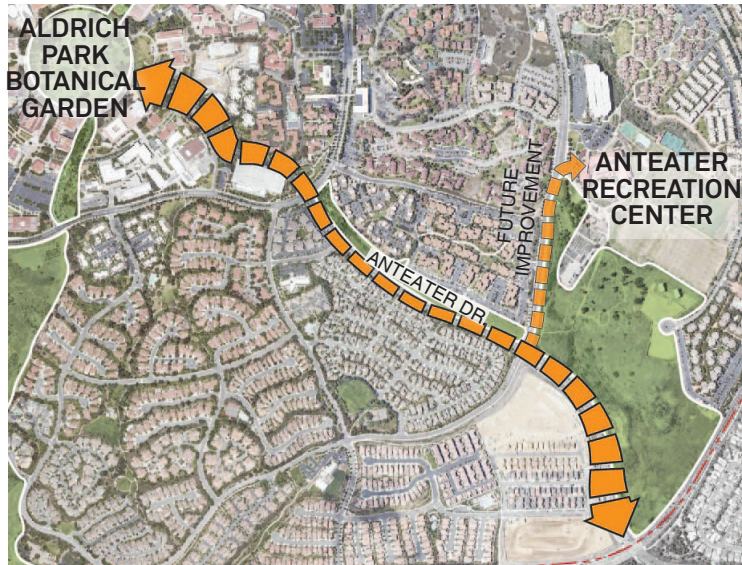 ALDRICH
PARK
BOTANICAL
GARDEN
FUTURE
IMPROVEMENT
ANTEATER
RECREATION
CENTER
ANTEATER DR.